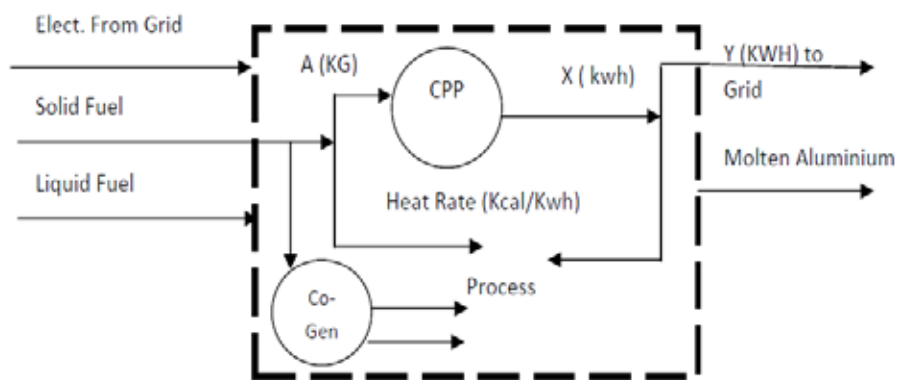 Elect. From Grid
Solid Fuel
Liquid Fuel
A (KG)
CPP
X ( kwh)
Heat Rate (Kcal/Kwh)
Process
Co-
Gen
Y (KWH) to
Grid
Molten Aluminium